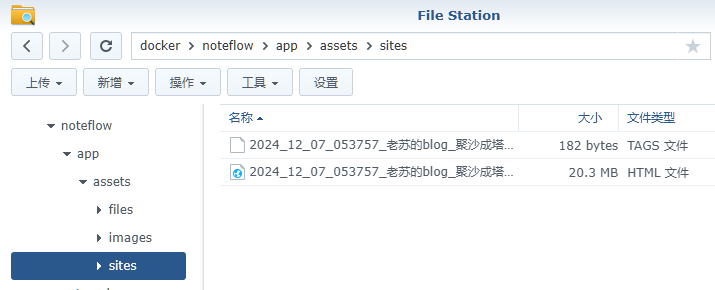 File Station
docker > noteflow > app > assets > sites
上传 新增 操作 工具 设置
noteflow
app
assets
files
images
sites
名称 大小 文件类型
2024_12_07_053757_老苏的blog_聚沙成塔... 182 bytes TAGS 文件
2024_12_07_053757_老苏的blog_聚沙成塔... 20.3 MB HTML 文件